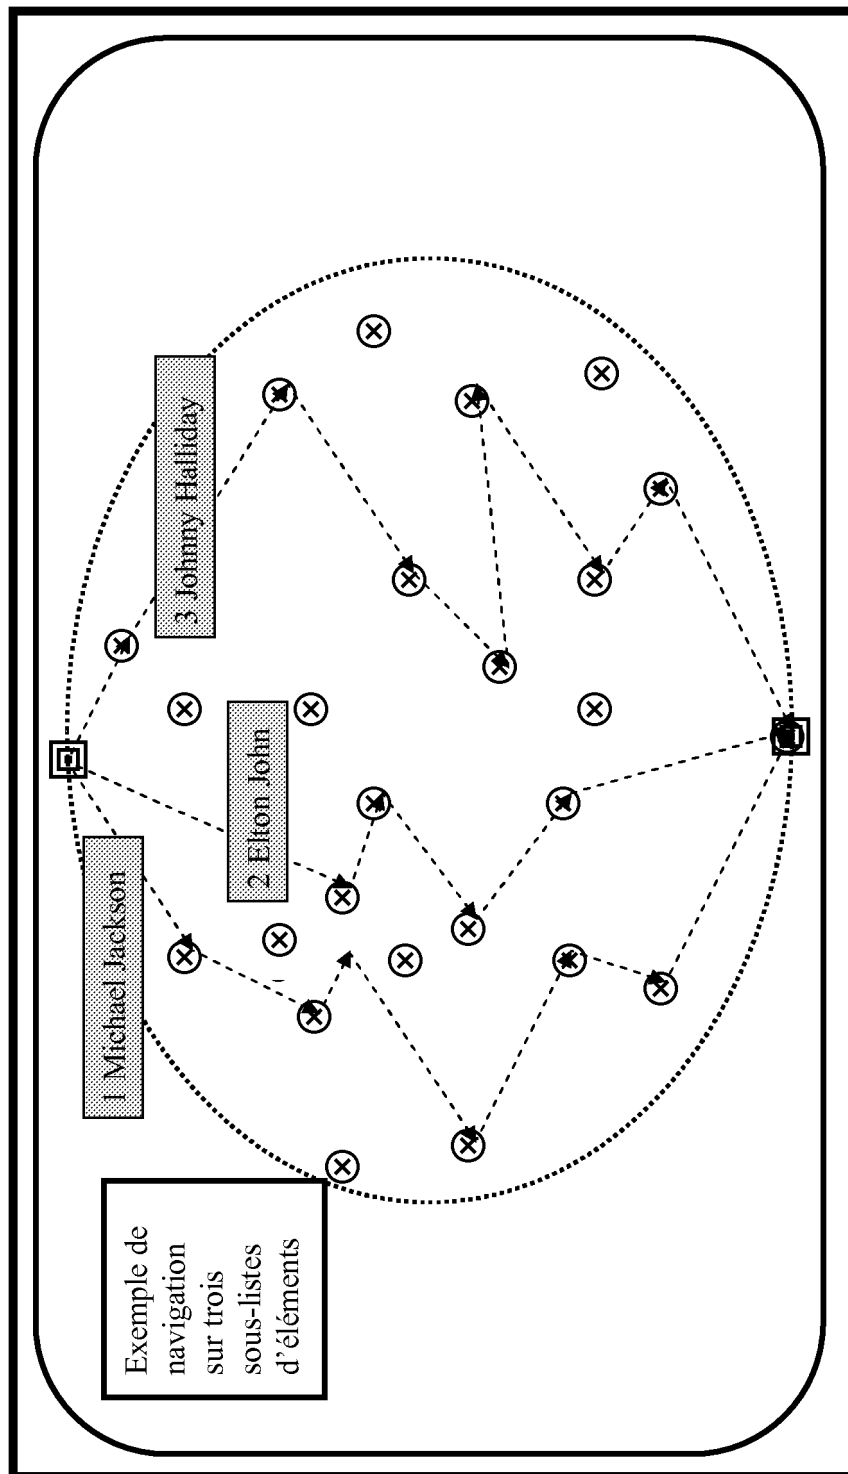 Exemple de
navigation
sur trois
sous-listes
d'éléments
1 Michael Jackson
2 Elton John
3 Johnny Halliday